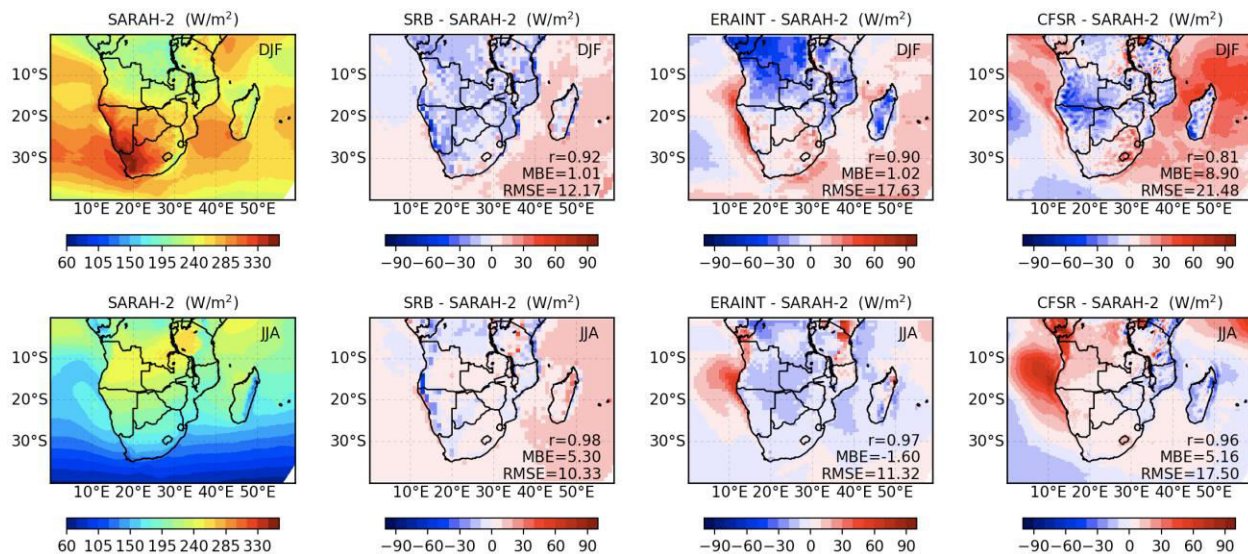 SARAH-2 (W/m²)
SRB - SARAH-2 (W/m²)
ERAINT - SARAH-2 (W/m²)
CFSR - SARAH-2 (W/m²)
DJF
DJF
DJF
DJF
10°S
20°S
30°S
10°S
20°S
30°S
10°S
20°S
30°S
10°S
20°S
30°S
r=0.92
MBE=1.01
RMSE=12.17
r=0.90
MBE=1.02
RMSE=17.63
r=0.81
MBE=8.90
RMSE=21.48
10°E 20°E 30°E 40°E 50°E
10°E 20°E 30°E 40°E 50°E
10°E 20°E 30°E 40°E 50°E
10°E 20°E 30°E 40°E 50°E
60 105 150 195 240 285 330
−90 −60 −30 0 30 60 90
−90 −60 −30 0 30 60 90
−90 −60 −30 0 30 60 90
SARAH-2 (W/m²)
SRB - SARAH-2 (W/m²)
ERAINT - SARAH-2 (W/m²)
CFSR - SARAH-2 (W/m²)
JJA
JJA
JJA
JJA
10°S
20°S
30°S
10°S
20°S
30°S
10°S
20°S
30°S
10°S
20°S
30°S
r=0.98
MBE=5.30
RMSE=10.33
r=0.97
MBE=-1.60
RMSE=11.32
r=0.96
MBE=5.16
RMSE=17.50
10°E 20°E 30°E 40°E 50°E
10°E 20°E 30°E 40°E 50°E
10°E 20°E 30°E 40°E 50°E
10°E 20°E 30°E 40°E 50°E
60 105 150 195 240 285 330
−90 −60 −30 0 30 60 90
−90 −60 −30 0 30 60 90
−90 −60 −30 0 30 60 90